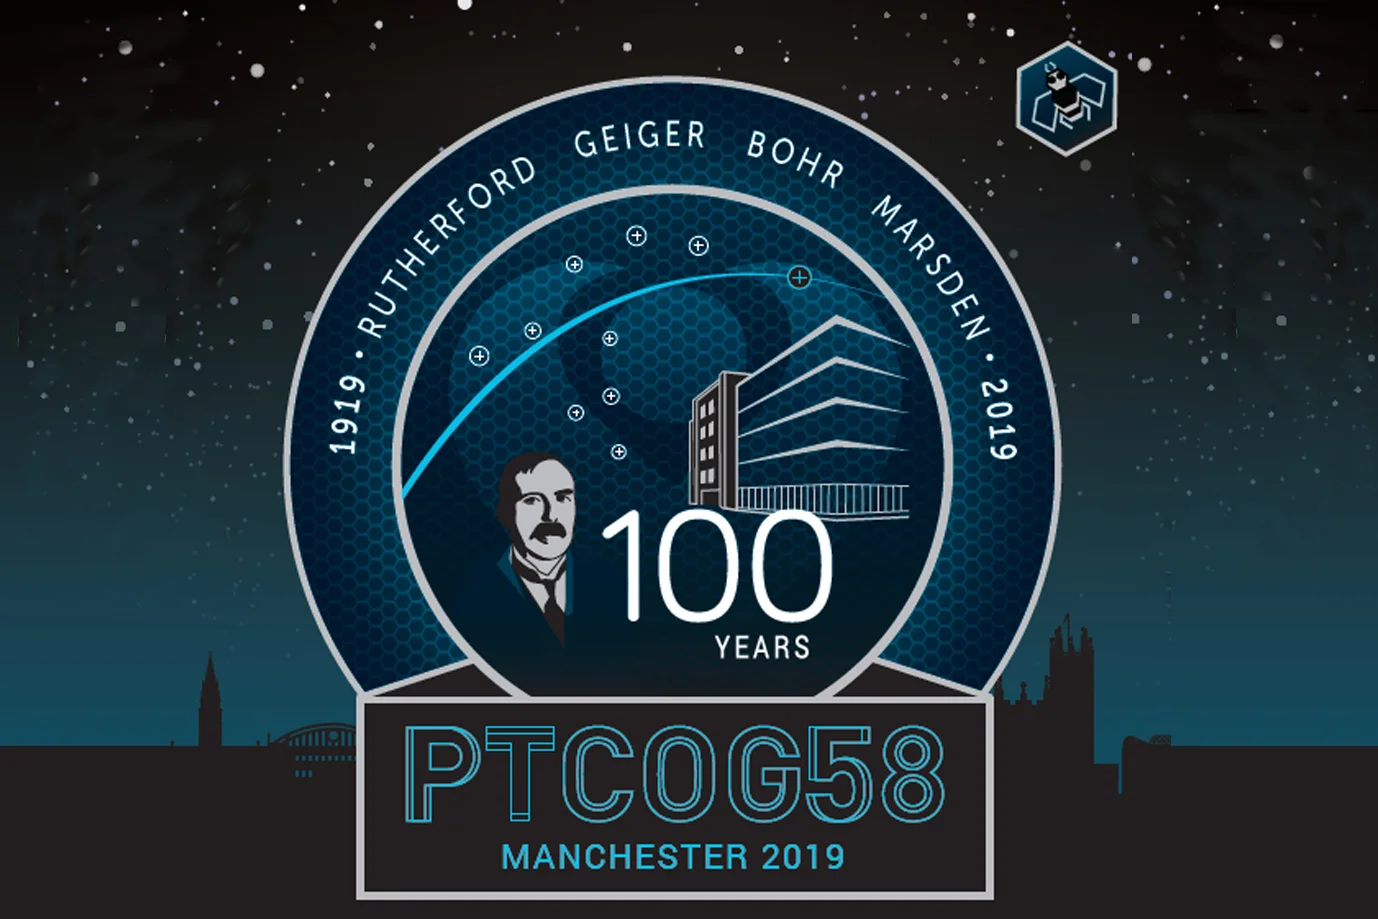 1919 • RUTHERFORD GEIGER BOHR MARSDEN • 2019
100
YEARS
PTCOG58
MANCHESTER 2019